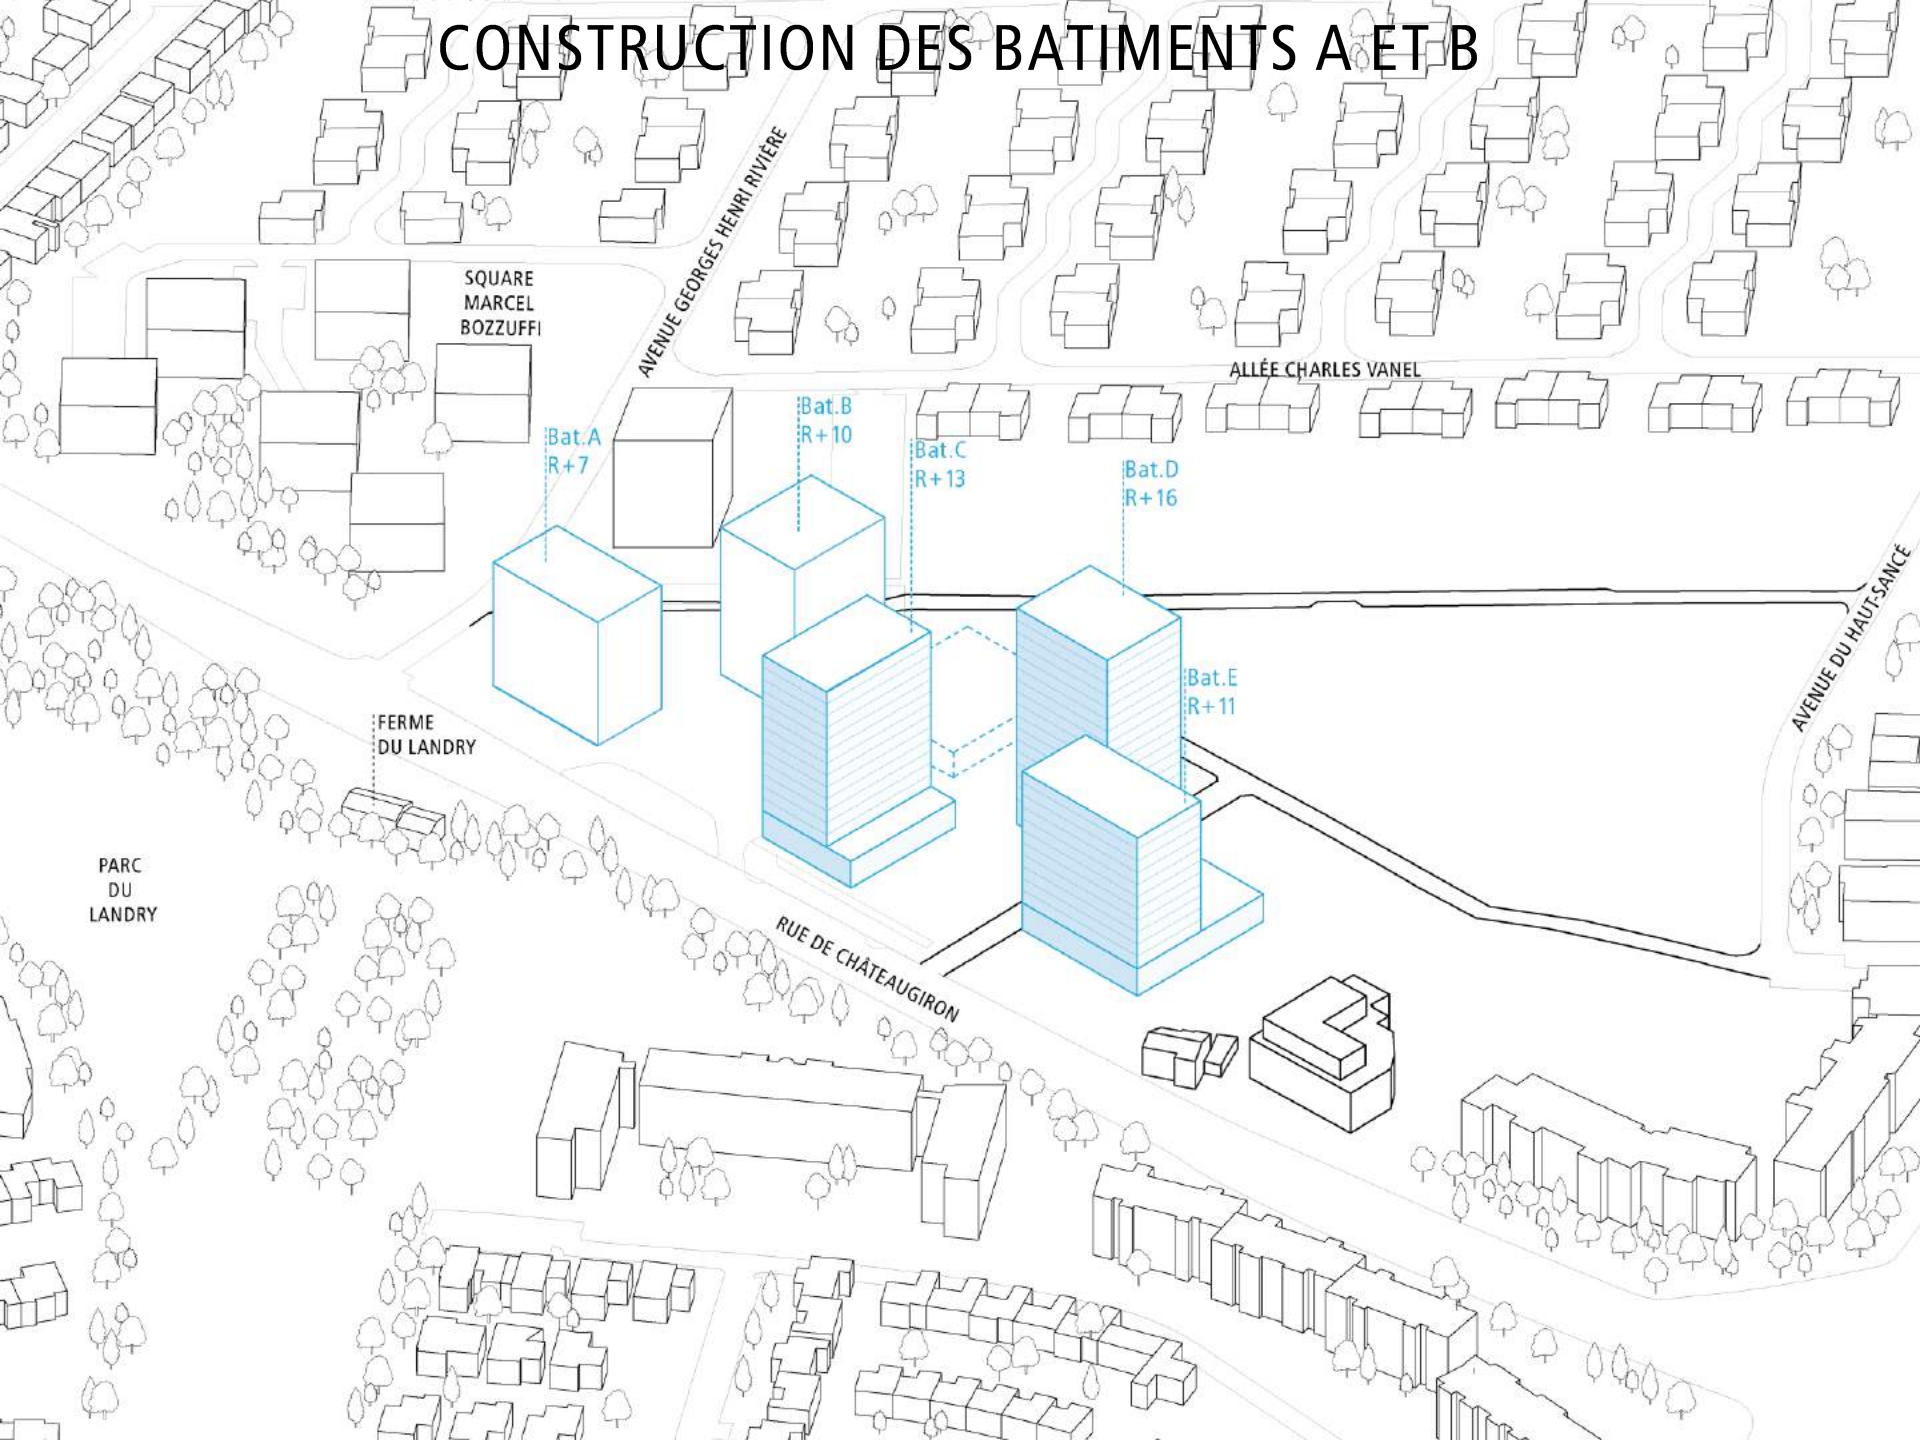 CONSTRUCTION DES BATIMENTS A ET B
AVENUE GEORGES HENRI RIVIÈRE
SQUARE
MARCEL
BOZZUFFI
ALLÉE CHARLES VANEL
Bat.A
R+7
Bat.B
R+10
Bat.C
R+13
Bat.D
R+16
Bat.E
R+11
AVENUE DU HAUT-SANCÉ
FERME
DU LANDRY
PARC
DU
LANDRY
RUE DE CHÂTEAUGIRON